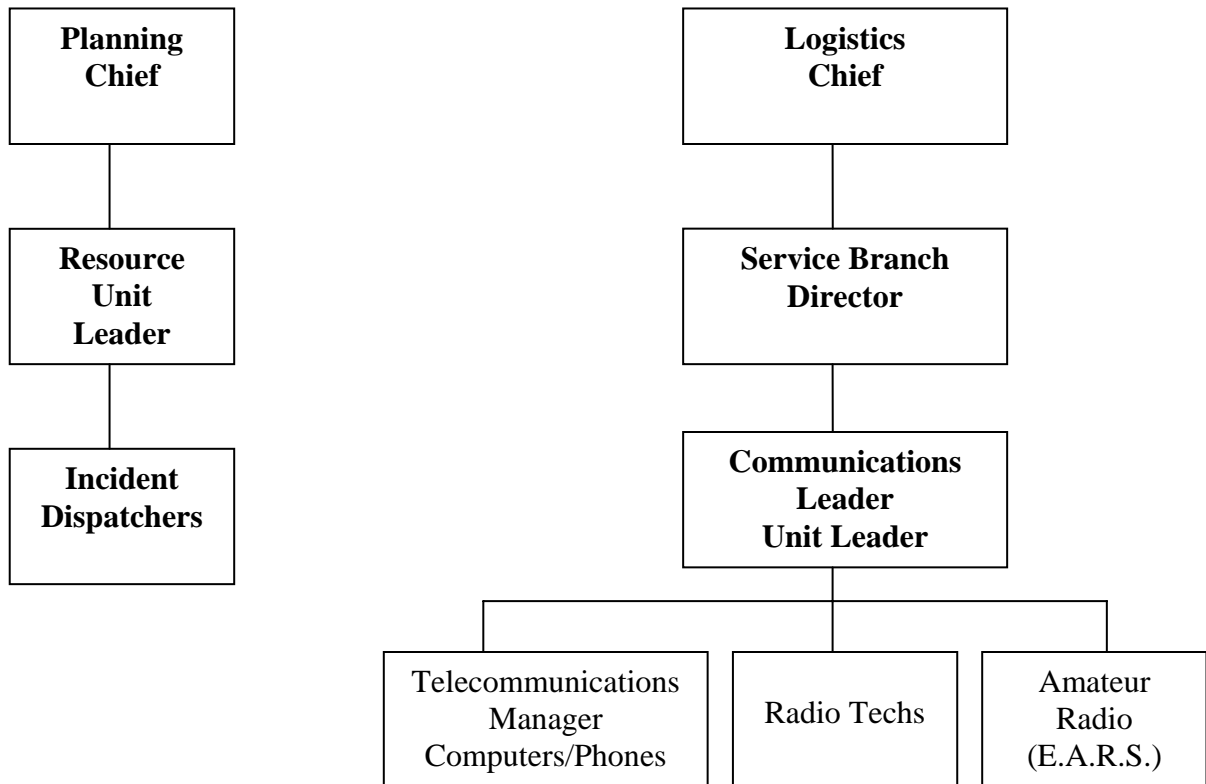 Planning
Chief
Logistics
Chief
Resource
Unit
Leader
Service Branch
Director
Incident
Dispatchers
Communications
Leader
Unit Leader
Telecommunications
Manager
Computers/Phones
Radio Techs
Amateur
Radio
(E.A.R.S.)